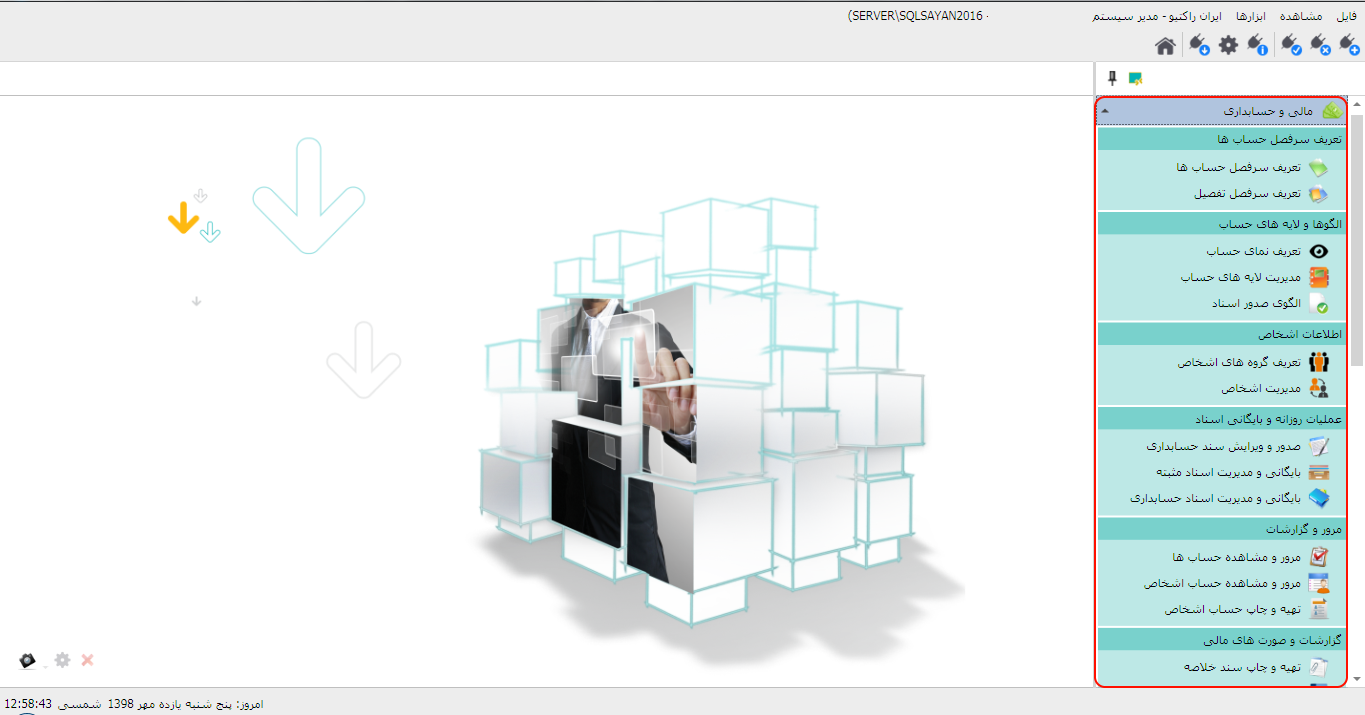 فایل مشاهده ابزارها ایران راکتیو - مدیر سیستم (SERVER\SQLSAYAN2016 ·
مالی و حسابداری
تعریف سرفصل حساب ها
تعریف سرفصل حساب ها
تعریف سرفصل تفصیل
الگوها و لایه های حساب
تعریف نمای حساب
مدیریت لایه های حساب
الگوی صدور اسناد
اطلاعات اشخاص
تعریف گروه های اشخاص
مدیریت اشخاص
عملیات روزانه و بایگانی اسناد
صدور و ویرایش سند حسابداری
بایگانی و مدیریت اسناد مثبته
بایگانی و مدیریت اسناد حسابداری
مرور و گزارشات
مرور و مشاهده حساب ها
مرور و مشاهده حساب اشخاص
تهیه و چاپ حساب اشخاص
گزارشات و صورت های مالی
تهیه و چاپ سند خلاصه
امروز: پنج شنبه یازده مهر 1398 شمسی 12:58:43